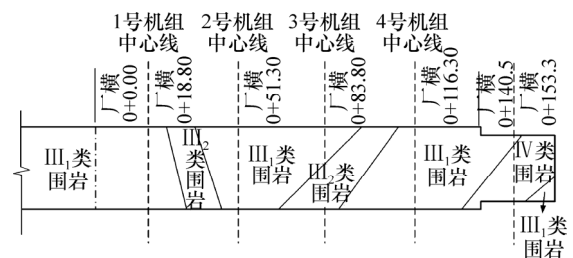 1号机组
中心线
2号机组
中心线
3号机组
中心线
4号机组
中心线
厂横
0+0.00
厂横
0+18.80
厂横
0+51.30
厂横
0+83.80
厂横
0+116.30
厂横
0+140.5
厂横
0+153.3
III₁类
围岩
III₂
类
围
岩
III₁类
围岩
III₂类
围岩
III₁类
围岩
IV类
围岩
III₁类
围岩